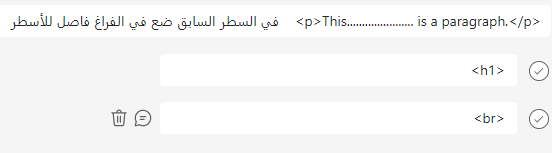 <p>This...................... is a paragraph.</p> في السطر السابق ضع في الفراغ فاصل للأسطر
<h1>
<br>